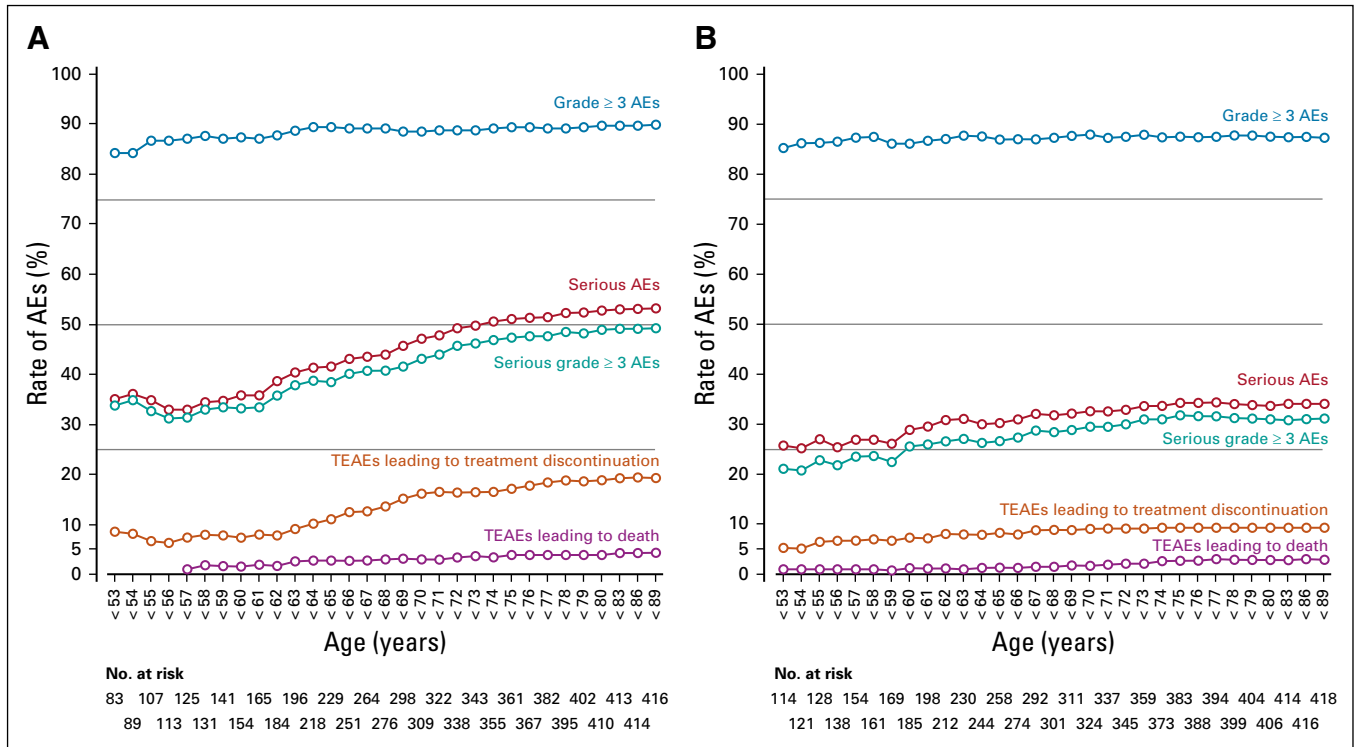 A
Rate of AEs (%)
100
90
80
70
60
50
40
30
20
10
5
0
Grade ≥ 3 AEs
Serious AEs
Serious grade ≥ 3 AEs
TEAEs leading to treatment discontinuation
TEAEs leading to death
< 53 < 54 < 55 < 56 < 57 < 58 < 59 < 60 < 61 < 62 < 63 < 64 < 65 < 66 < 67 < 68 < 69 < 70 < 71 < 72 < 73 < 74 < 75 < 76 < 77 < 78 < 79 < 80 < 83 < 86 < 89
Age (years)
No. at risk
83 107 125 141 165 196 229 264 298 322 343 361 382 402 413 416
89 113 131 154 184 218 251 276 309 338 355 367 395 410 414
B
Rate of AEs (%)
100
90
80
70
60
50
40
30
20
10
5
0
Grade ≥ 3 AEs
Serious AEs
Serious grade ≥ 3 AEs
TEAEs leading to treatment discontinuation
TEAEs leading to death
< 53 < 54 < 55 < 56 < 57 < 58 < 59 < 60 < 61 < 62 < 63 < 64 < 65 < 66 < 67 < 68 < 69 < 70 < 71 < 72 < 73 < 74 < 75 < 76 < 77 < 78 < 79 < 80 < 83 < 86 < 89
Age (years)
No. at risk
114 128 154 169 198 230 258 292 311 337 359 383 394 404 414 418
121 138 161 185 212 244 274 301 324 345 373 388 399 406 416